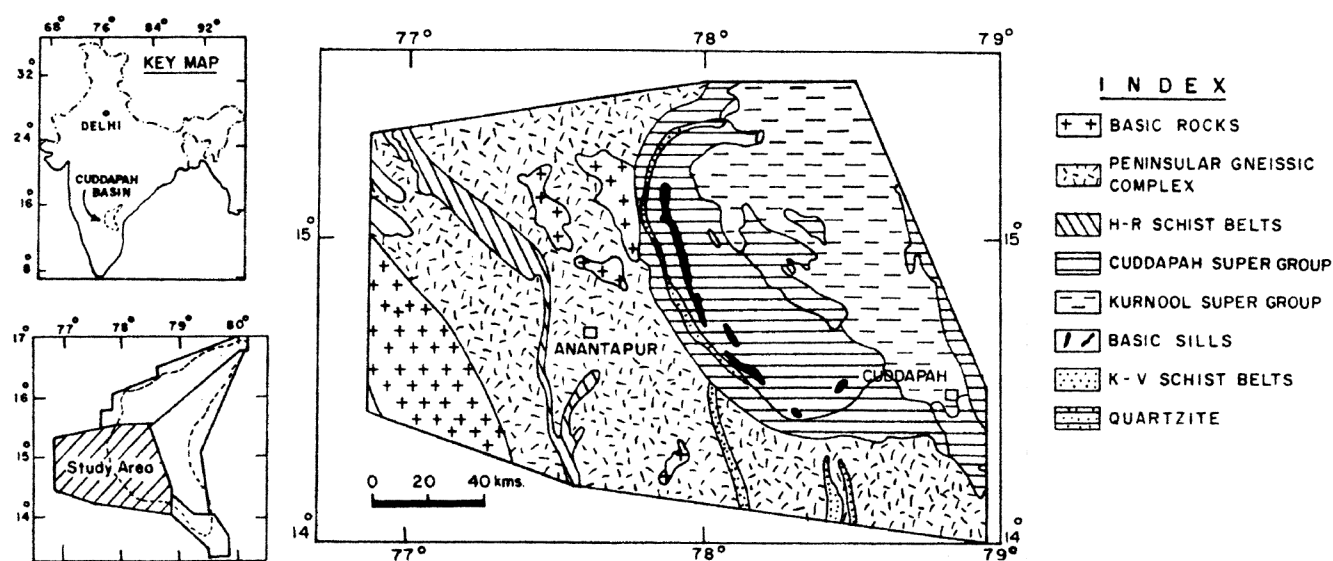 68° 76° 84° 92°
KEY MAP
32°
DELHI
24°
CUDDAPAH
BASIN
16°
8°
77° 78° 79° 80°
17°
16°
15°
Study Area
14°
77° 78° 79°
15° 15°
ANANTAPUR
CUDDAPAH
0 20 40 kms.
14° 14°
77° 78° 79°
INDEX
BASIC ROCKS
PENINSULAR GNEISSIC
COMPLEX
H-R SCHIST BELTS
CUDDAPAH SUPER GROUP
KURNOOL SUPER GROUP
BASIC SILLS
K-V SCHIST BELTS
QUARTZITE